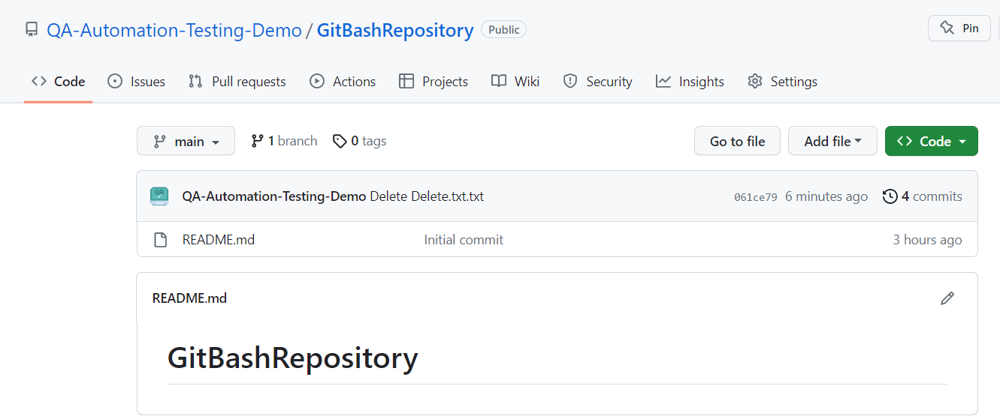 QA-Automation-Testing-Demo / GitBashRepository Public Pin
Code Issues Pull requests Actions Projects Wiki Security Insights Settings
main 1 branch 0 tags Go to file Add file Code
QA-Automation-Testing-Demo Delete Delete.txt.txt 061ce79 6 minutes ago 4 commits
README.md Initial commit 3 hours ago
README.md
GitBashRepository